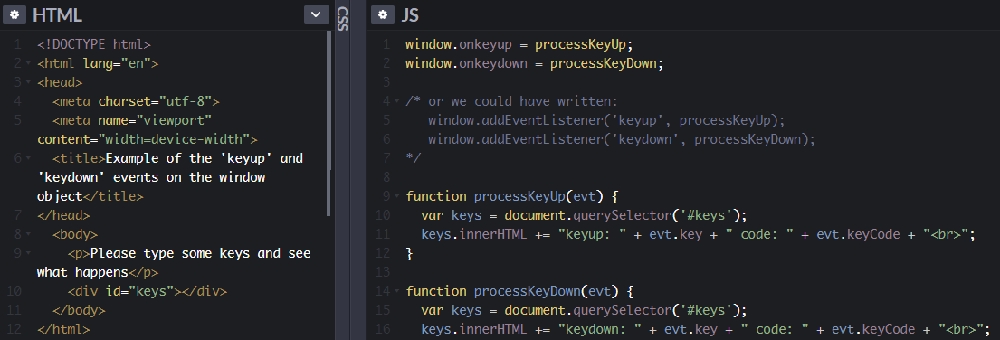 HTML
1 <!DOCTYPE html>
2 <html lang="en">
3 <head>
4 <meta charset="utf-8">
5 <meta name="viewport"
content="width=device-width">
6 <title>Example of the 'keyup' and
'keydown' events on the window
object</title>
7 </head>
8 <body>
9 <p>Please type some keys and see
what happens</p>
10 <div id="keys"></div>
11 </body>
12 </html>
CSS
JS
1 window.onkeyup = processKeyUp;
2 window.onkeydown = processKeyDown;
3
4 /* or we could have written:
5 window.addEventListener('keyup', processKeyUp);
6 window.addEventListener('keydown', processKeyDown);
7 */
8
9 function processKeyUp(evt) {
10 var keys = document.querySelector('#keys');
11 keys.innerHTML += "keyup: " + evt.key + " code: " + evt.keyCode + "<br>";
12 }
13
14 function processKeyDown(evt) {
15 var keys = document.querySelector('#keys');
16 keys.innerHTML += "keydown: " + evt.key + " code: " + evt.keyCode + "<br>";